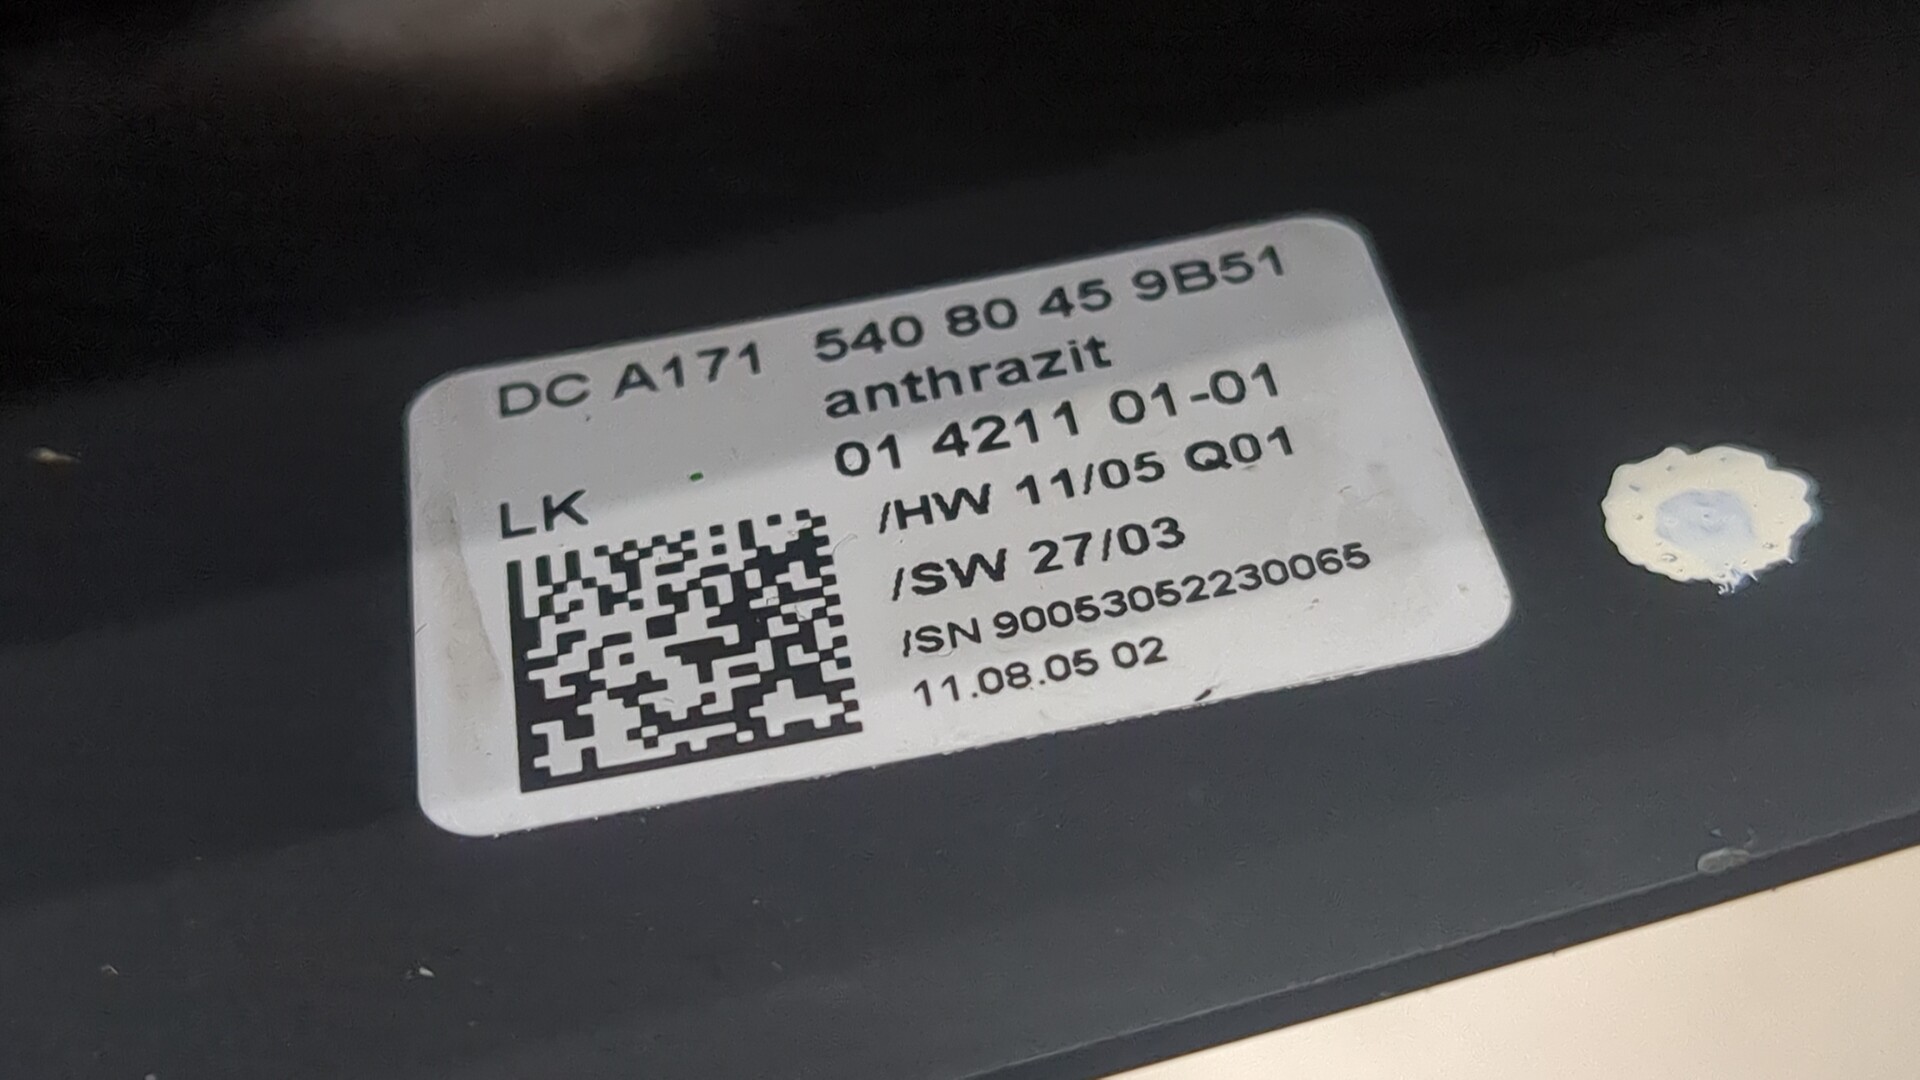 DC A171 540 80 45 9B51
anthrazit
01 4211 01-01
LK
/HW 11/05 Q01
/SW 27/03
/SN 90053052230065
11.08.05 02